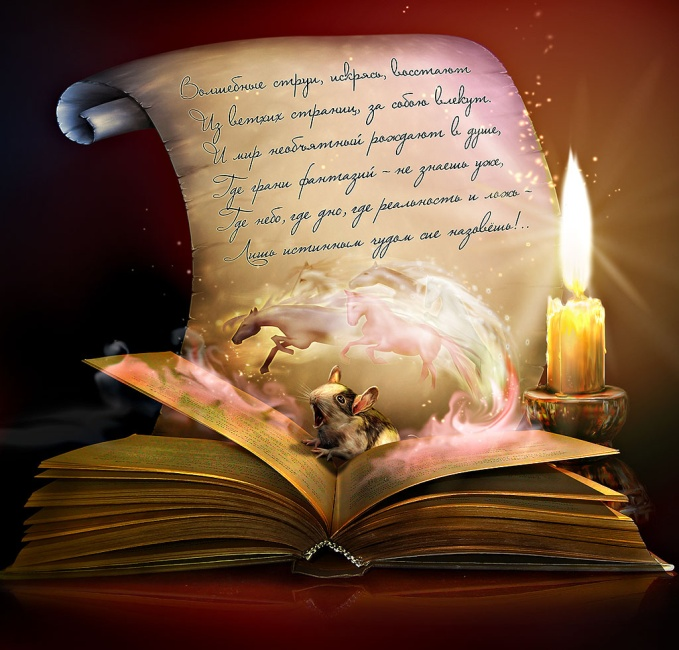 Волшебные струи, искрясь, восстают
Из ветхих страниц, за собою влекут.
И мир необъятный рождают в душе,
Где грани фантазий - не знаешь уже,
Где небо, где дно, где реальность и ложь -
Лишь истинным чудом сие назовёшь!..